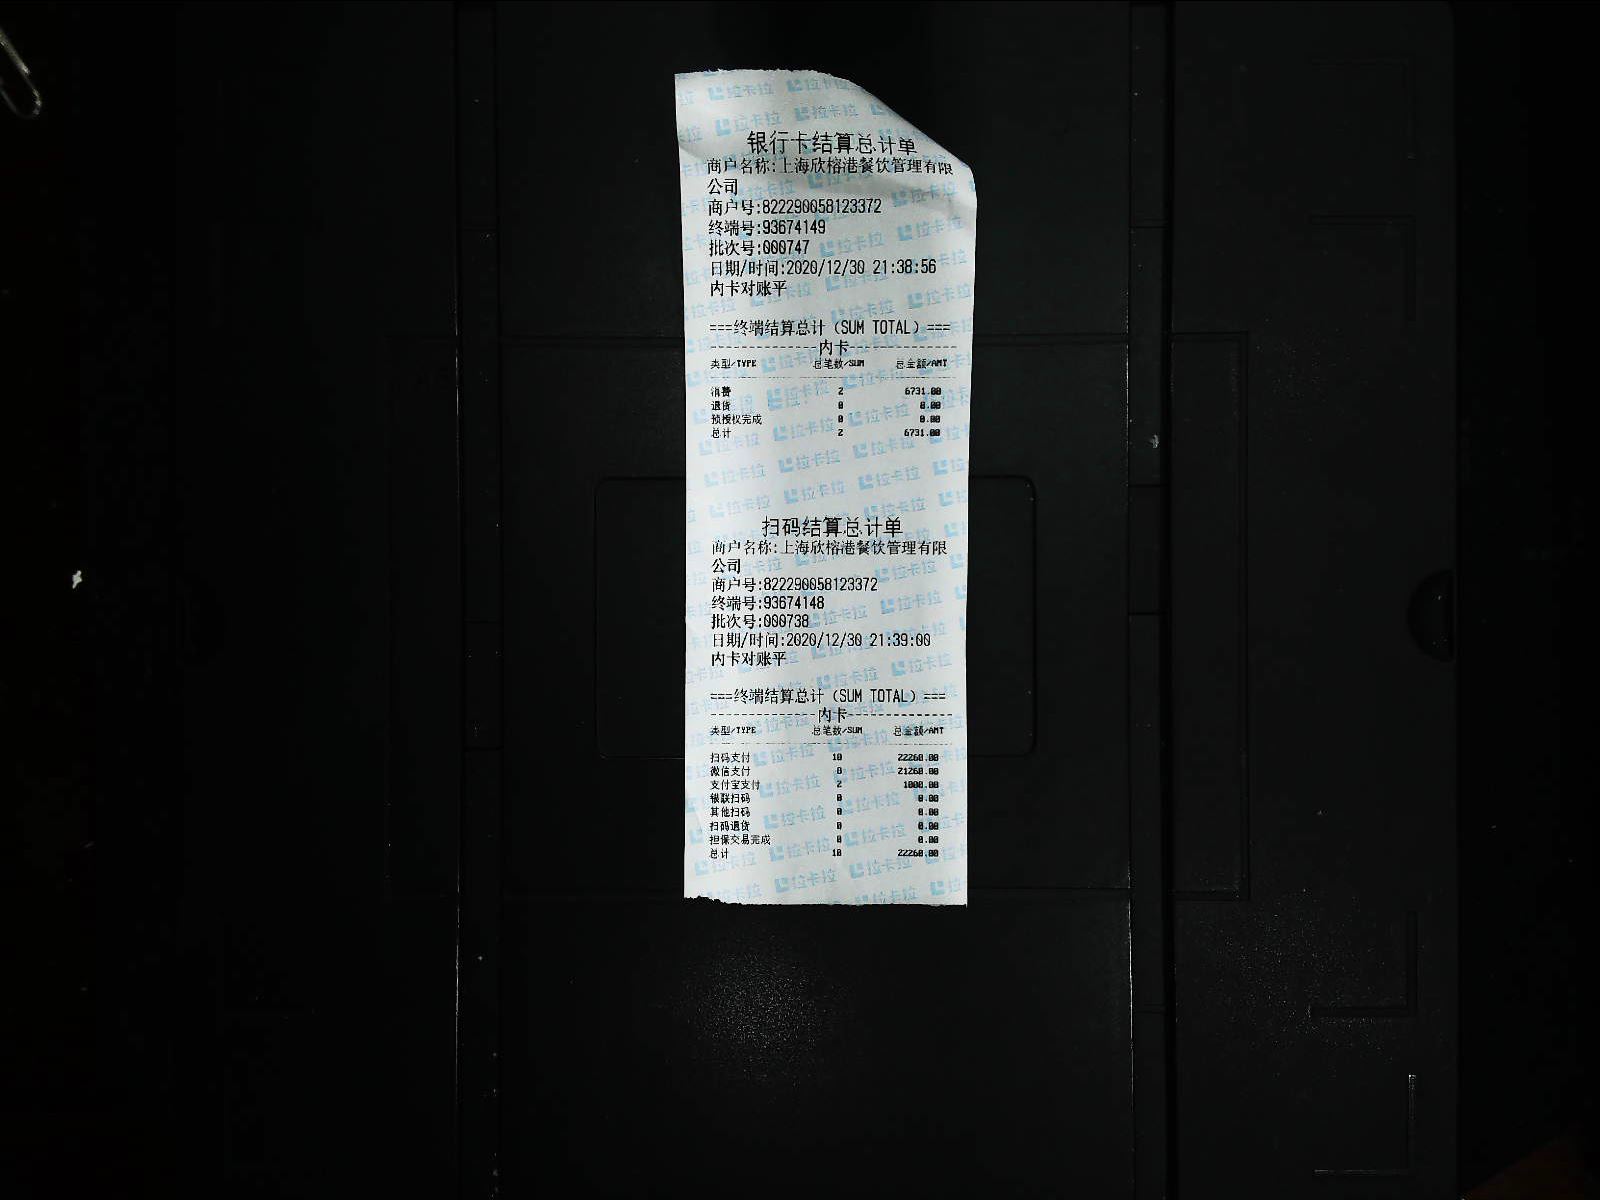 银行卡结算总计单
商户名称:上海欣榕港餐饮管理有限
公司
商户号:822290058123372
终端号:93674149
批次号:000747
日期/时间:2020/12/30 21:38:56
内卡对账平
===终端结算总计(SUM TOTAL)===
内卡
类型/TYPE 总笔数/SUM 总金额/AMT
消费 2 6731.00
退货 0 0.00
预授权完成 0 0.00
总计 2 6731.00
扫码结算总计单
商户名称:上海欣榕港餐饮管理有限
公司
商户号:822290058123372
终端号:93674148
批次号:000738
日期/时间:2020/12/30 21:39:00
内卡对账平
===终端结算总计(SUM TOTAL)===
内卡
类型/TYPE 总笔数/SUM 总金额/AMT
扫码支付 10 22260.00
微信支付 8 21260.00
支付宝支付 2 1000.00
银联扫码 0 0.00
其他扫码 0 0.00
扫码退货 0 0.00
担保交易完成 0 0.00
总计 10 22260.00
拉卡拉